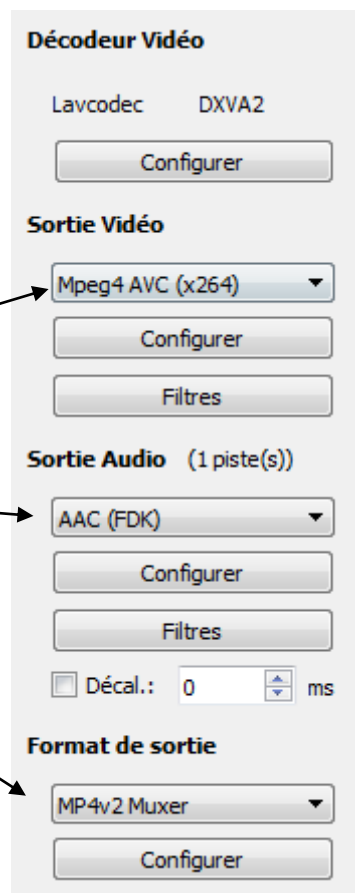 Décodeur Vidéo
Lavcodec DXVA2
Configurer
Sortie Vidéo
Mpeg4 AVC (x264)
Configurer
Filtres
Sortie Audio (1 piste(s))
AAC (FDK)
Configurer
Filtres
Décal.: 0 ms
Format de sortie
MP4v2 Muxer
Configurer